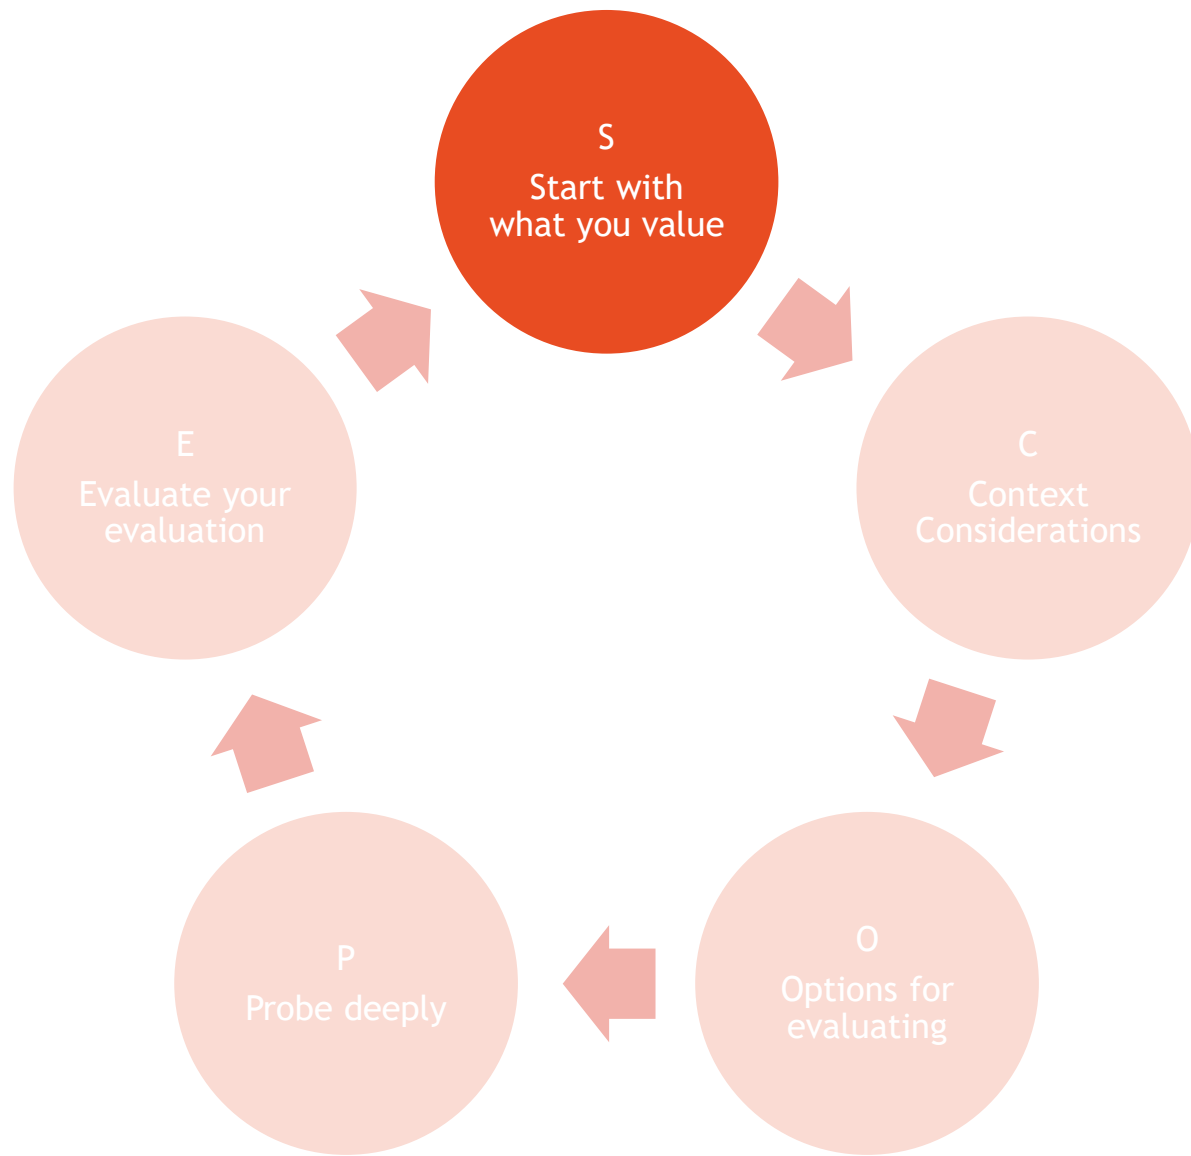 S
Start with
what you value
C
Context
Considerations
O
Options for
evaluating
P
Probe deeply
E
Evaluate your
evaluation